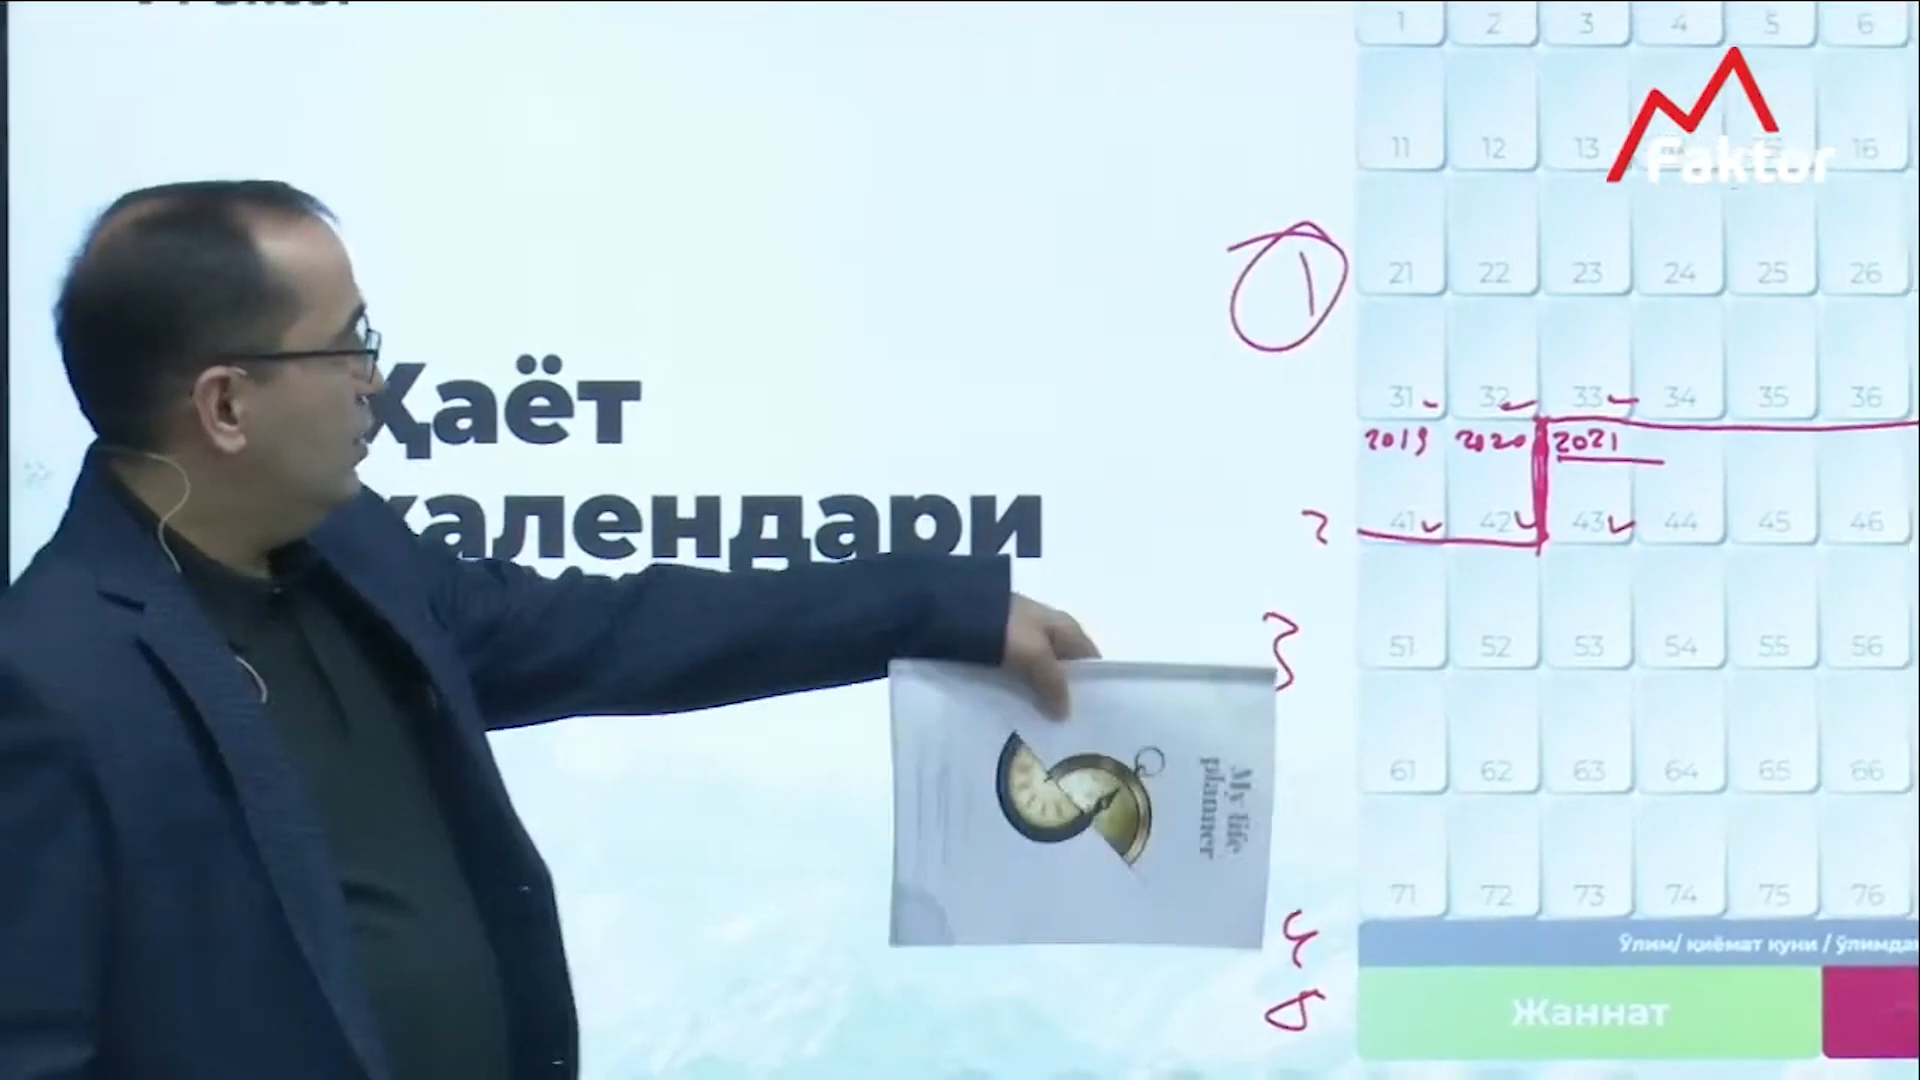 1 2 3 4 5 6
11 12 13 15 16
Faktor
21 22 23 24 25 26
1
31 32 33 34 35 36
Ҳаёт
2019 2020 2021
календари
2 41 42 43 44 45 46
3
51 52 53 54 55 56
My life
planner
61 62 63 64 65 66
71 72 73 74 75 76
4
Ўлим/ қиёмат куни /
5
Жаннат